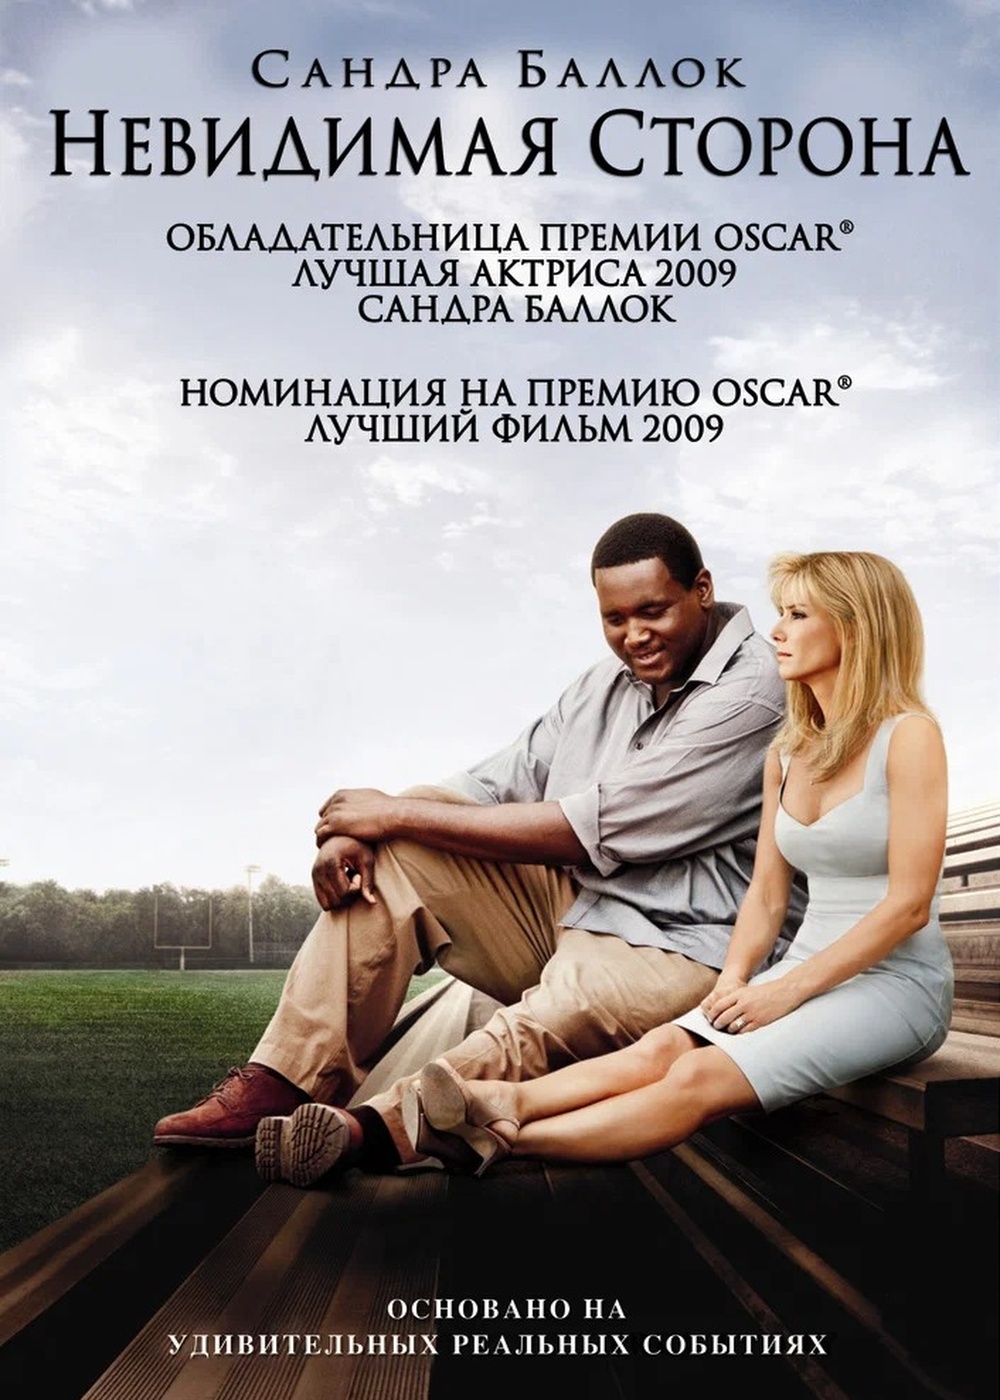 Сандра Баллок
Невидимая Сторона
ОБЛАДАТЕЛЬНИЦА ПРЕМИИ OSCAR®
ЛУЧШАЯ АКТРИСА 2009
САНДРА БАЛЛОК
НОМИНАЦИЯ НА ПРЕМИЮ OSCAR®
ЛУЧШИЙ ФИЛЬМ 2009
ОСНОВАНО НА
УДИВИТЕЛЬНЫХ РЕАЛЬНЫХ СОБЫТИЯХ